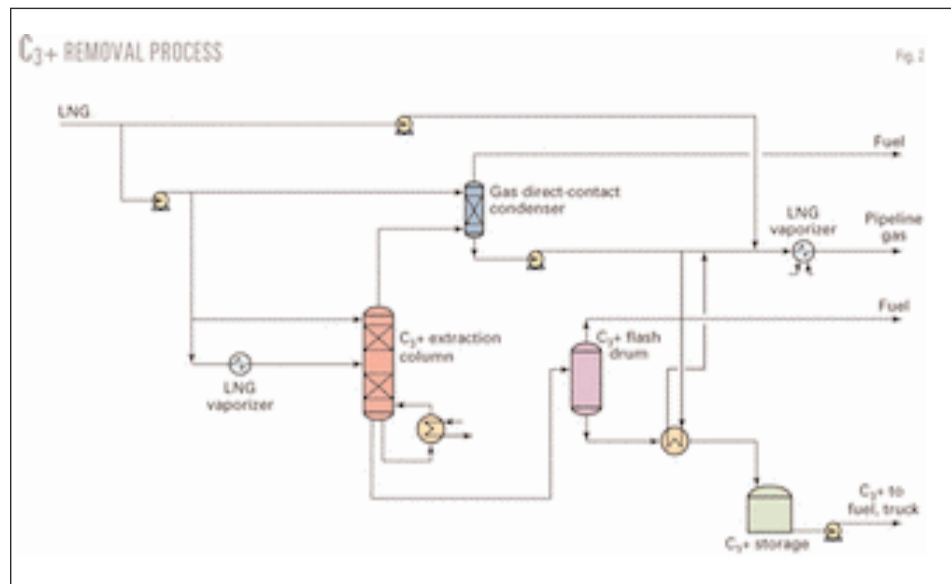 C₃+ REMOVAL PROCESS
Fig. 2
LNG
Fuel
Gas direct-contact
condenser
LNG
vaporizer
Pipeline
gas
Fuel
C₃+ extraction
column
C₃+ flash
drum
LNG
vaporizer
C₃+ to
fuel, truck
C₃+ storage